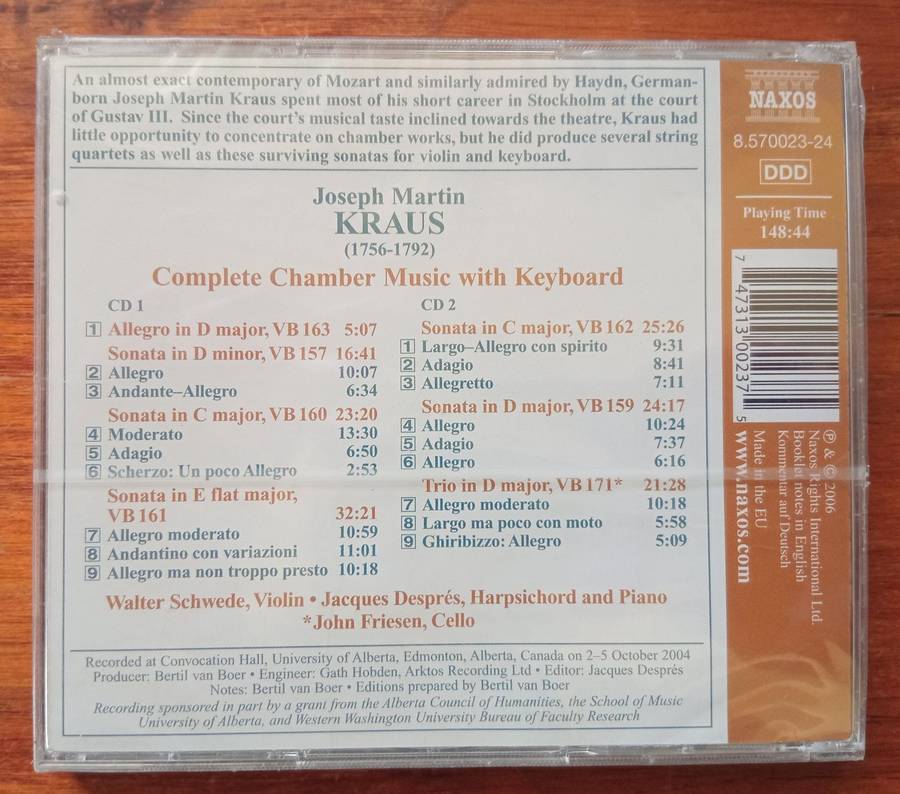 An almost exact contemporary of Mozart and similarly admired by Haydn, German-
born Joseph Martin Kraus spent most of his short career in Stockholm at the court
of Gustav III. Since the court's musical taste inclined towards the theatre, Kraus had
little opportunity to concentrate on chamber works, but he did produce several string
quartets as well as these surviving sonatas for violin and keyboard.
Joseph Martin
KRAUS
(1756-1792)
Complete Chamber Music with Keyboard
CD 1
1 Allegro in D major, VB 163 5:07
Sonata in D minor, VB 157 16:41
2 Allegro 10:07
3 Andante–Allegro 6:34
Sonata in C major, VB 160 23:20
4 Moderato 13:30
5 Adagio 6:50
6 Scherzo: Un poco Allegro 2:53
Sonata in E flat major,
VB 161 32:21
7 Allegro moderato 10:59
8 Andantino con variazioni 11:01
9 Allegro ma non troppo presto 10:18
CD 2
Sonata in C major, VB 162 25:26
1 Largo–Allegro con spirito 9:31
2 Adagio 8:41
3 Allegretto 7:11
Sonata in D major, VB 159 24:17
4 Allegro 10:24
5 Adagio 7:37
6 Allegro 6:16
Trio in D major, VB 171* 21:28
7 Allegro moderato 10:18
8 Largo ma poco con moto 5:58
9 Ghiribizzo: Allegro 5:09
Walter Schwede, Violin • Jacques Després, Harpsichord and Piano
*John Friesen, Cello
Recorded at Convocation Hall, University of Alberta, Edmonton, Alberta, Canada on 2–5 October 2004
Producer: Bertil van Boer • Engineer: Gath Hobden, Arktos Recording Ltd • Editor: Jacques Després
Notes: Bertil van Boer • Editions prepared by Bertil van Boer
Recording sponsored in part by a grant from the Alberta Council of Humanities, the School of Music
University of Alberta, and Western Washington University Bureau of Faculty Research
NAXOS
8.570023-24
DDD
Playing Time
148:44
7 47313 00237 5
℗ & © 2006
Naxos Rights International Ltd.
Booklet notes in English
Kommentar auf Deutsch
Made in the EU
www.naxos.com